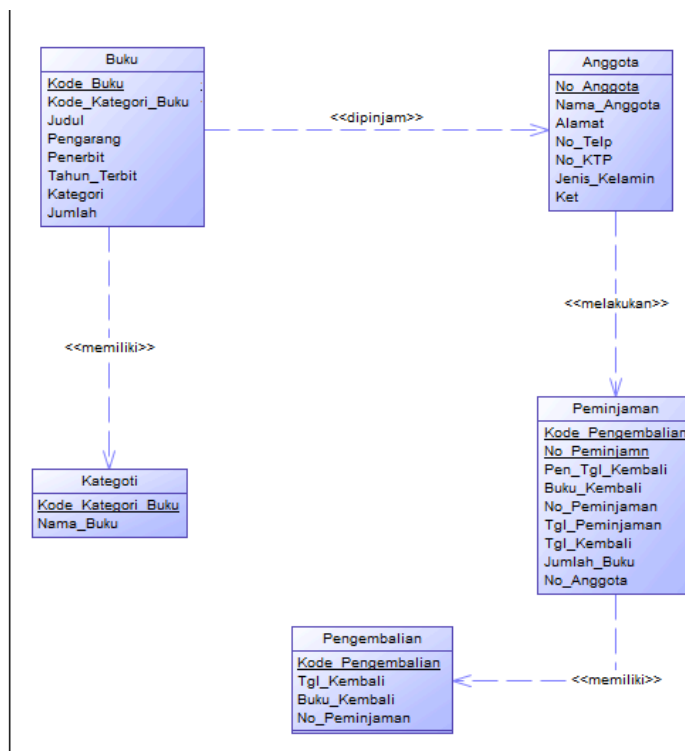 Buku
Kode_Buku
Kode_Kategori_Buku
Judul
Pengarang
Penerbit
Tahun_Terbit
Kategori
Jumlah
<<dipinjam>>
Anggota
No_Anggota
Nama_Anggota
Alamat
No_Telp
No_KTP
Jenis_Kelamin
Ket
<<memiliki>>
<<melakukan>>
Kategoti
Kode_Kategori_Buku
Nama_Buku
Peminjaman
Kode_Pengembalian
No_Peminjamn
Pen_Tgl_Kembali
Buku_Kembali
No_Peminjaman
Tgl_Peminjaman
Tgl_Kembali
Jumlah_Buku
No_Anggota
Pengembalian
Kode_Pengembalian
Tgl_Kembali
Buku_Kembali
No_Peminjaman
<<memiliki>>